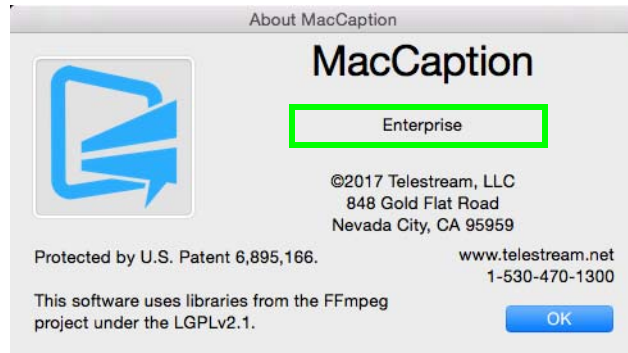 About MacCaption
MacCaption
Enterprise
©2017 Telestream, LLC
848 Gold Flat Road
Nevada City, CA 95959
Protected by U.S. Patent 6,895,166.
www.telestream.net
1-530-470-1300
This software uses libraries from the FFmpeg
project under the LGPLv2.1.
OK